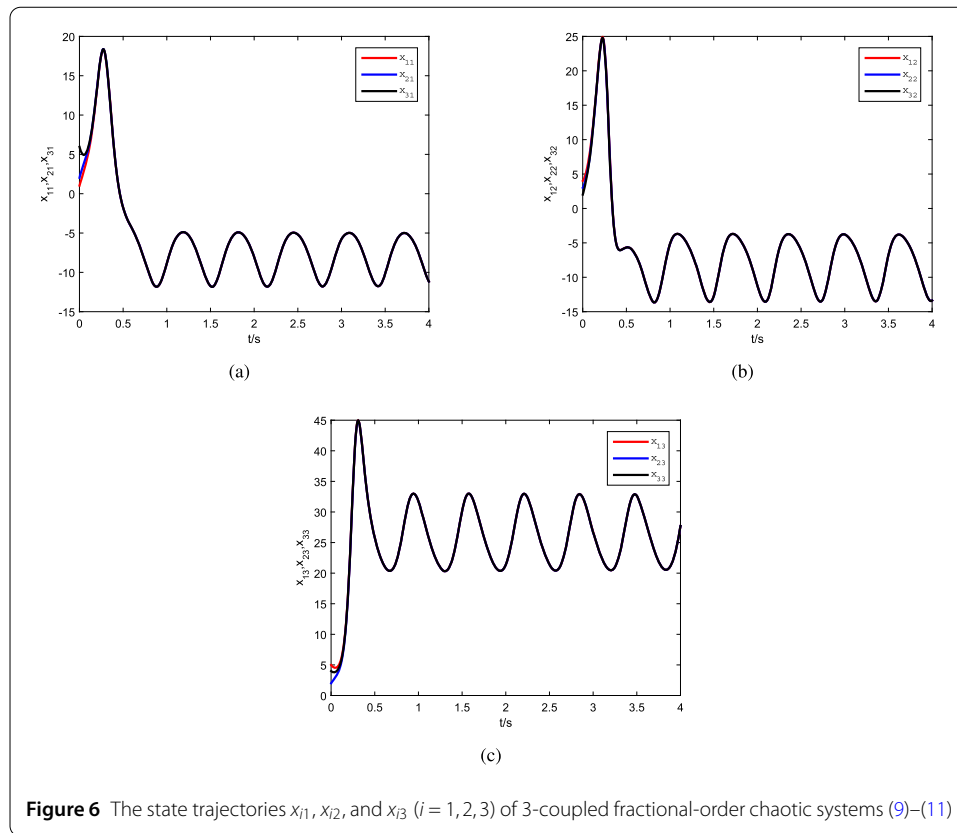 20
15
10
5
0
-5
-10
-15
x11,x21,x31
0 0.5 1 1.5 2 2.5 3 3.5 4
t/s
x11
x21
x31
(a)
25
20
15
10
5
0
-5
-10
-15
x12,x22,x32
0 0.5 1 1.5 2 2.5 3 3.5 4
t/s
x12
x22
x32
(b)
45
40
35
30
25
20
15
10
5
0
x13,x23,x33
0 0.5 1 1.5 2 2.5 3 3.5 4
t/s
x13
x23
x33
(c)
Figure 6 The state trajectories xi1, xi2, and xi3 (i = 1, 2, 3) of 3-coupled fractional-order chaotic systems (9)–(11)